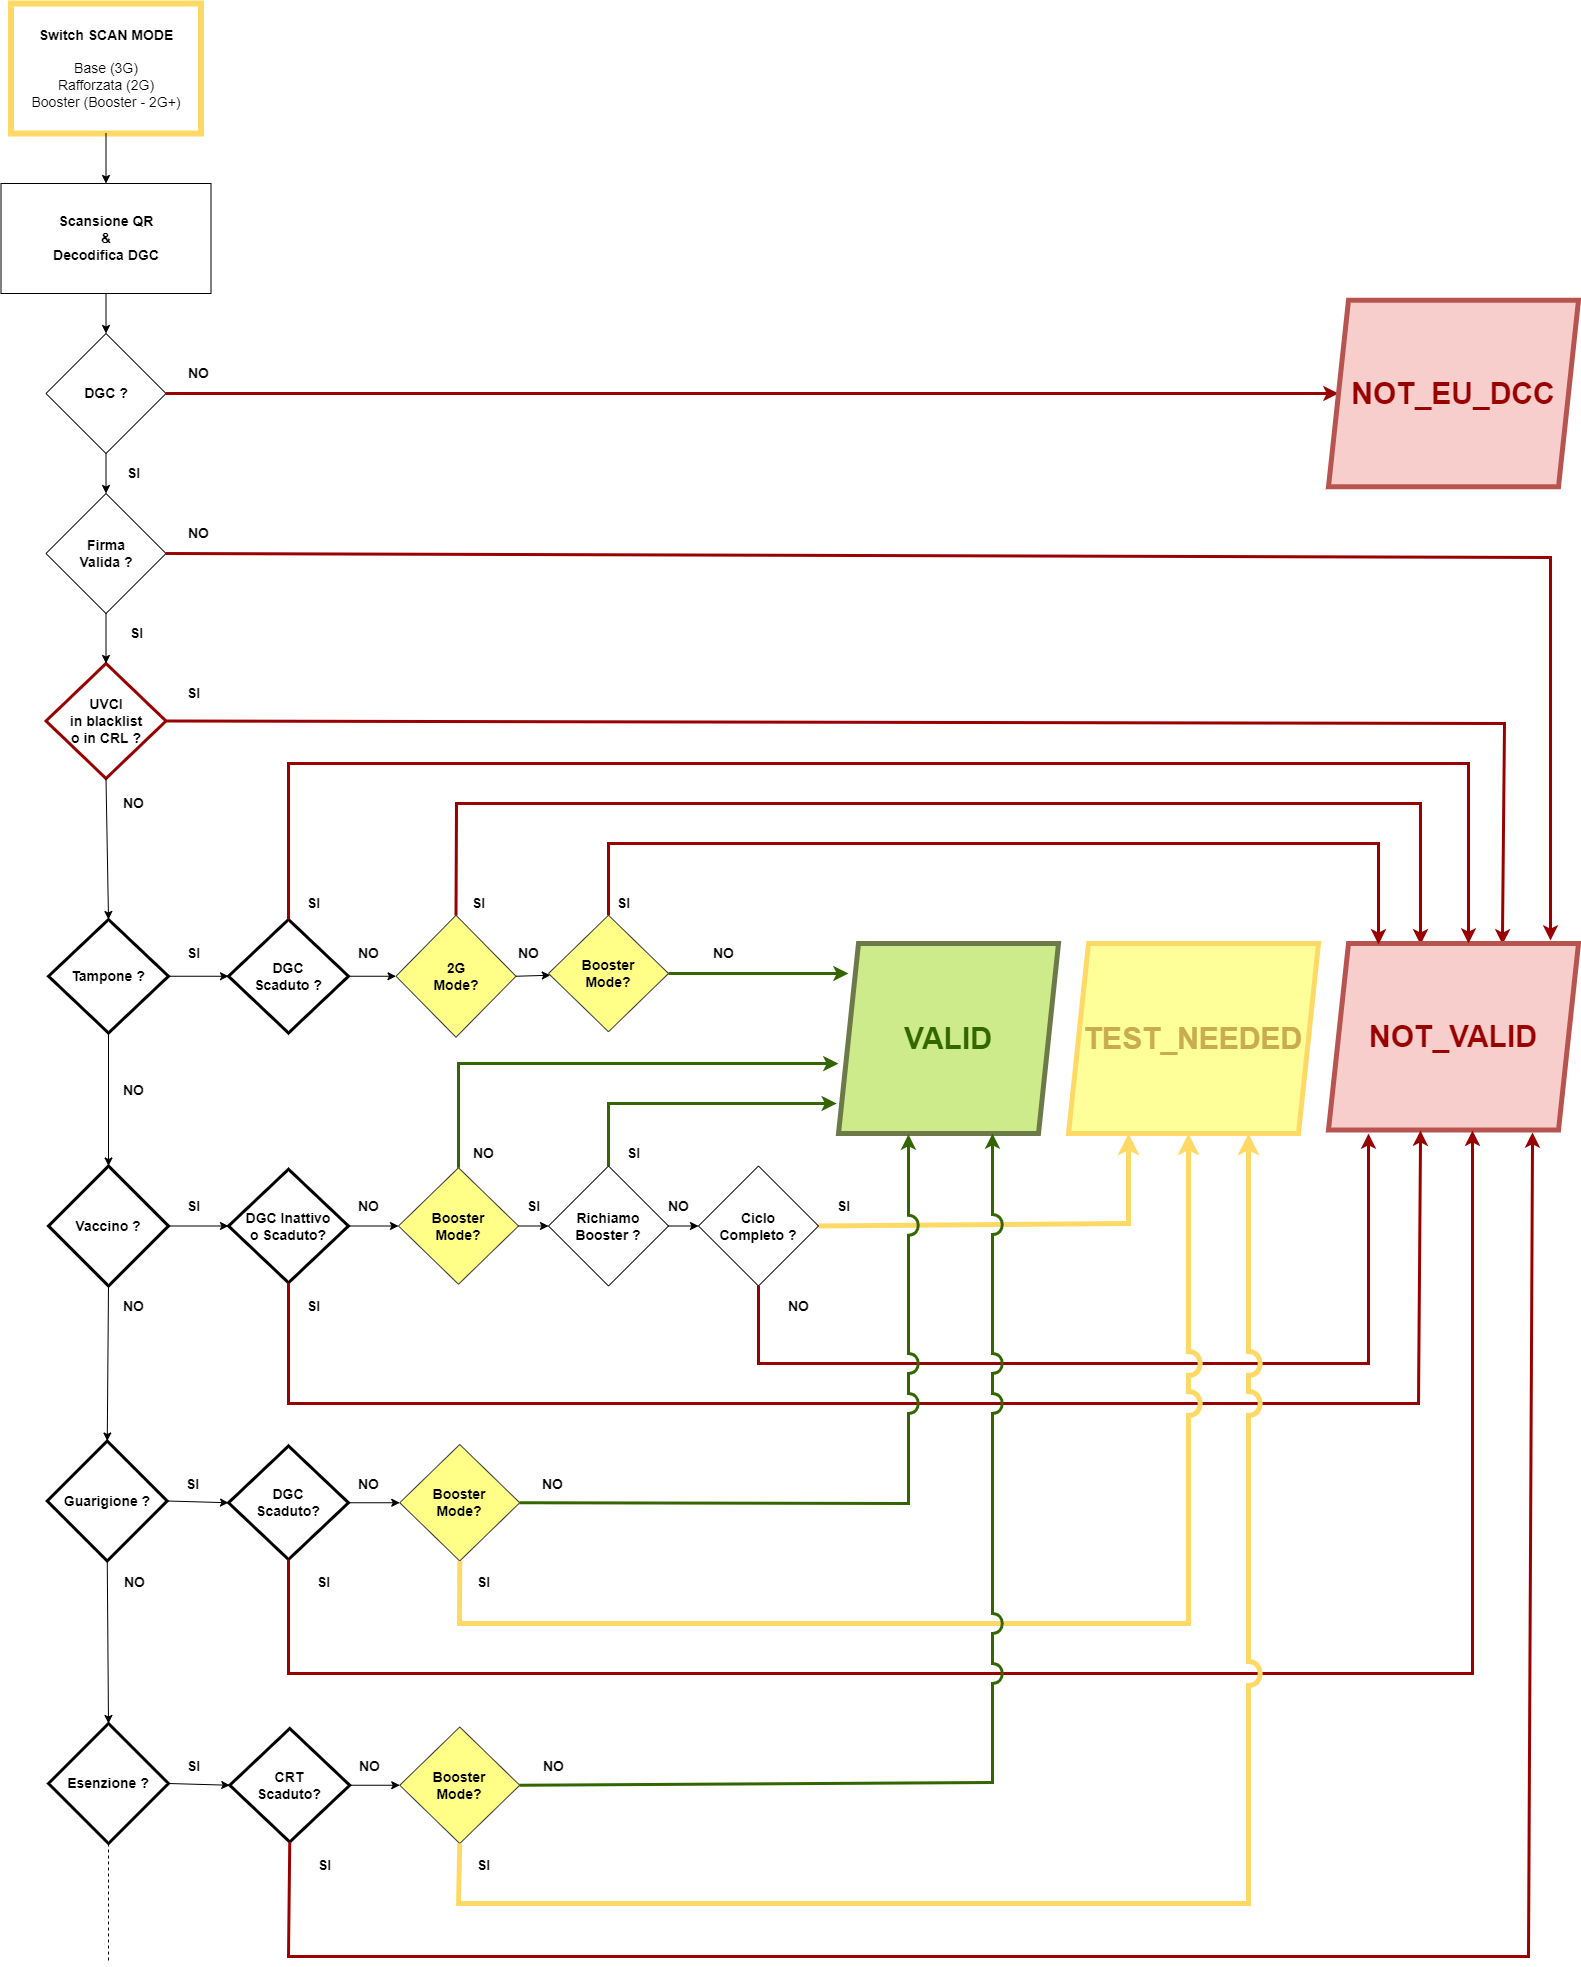 Switch SCAN MODE
Base (3G)
Rafforzata (2G)
Booster (Booster - 2G+)
Scansione QR
&
Decodifica DGC
DGC ?
NO
NOT_EU_DCC
SI
Firma
Valida ?
NO
SI
UVCI
in blacklist
o in CRL ?
SI
NO
Tampone ?
SI
DGC
Scaduto ?
SI
NO
2G
Mode?
SI
NO
Booster
Mode?
SI
NO
VALID
TEST_NEEDED
NOT_VALID
NO
Vaccino ?
SI
DGC Inattivo
o Scaduto?
NO
Booster
Mode?
NO
SI
Richiamo
Booster ?
SI
NO
Ciclo
Completo ?
SI
NO
SI
NO
Guarigione ?
SI
DGC
Scaduto?
NO
Booster
Mode?
NO
SI
SI
NO
Esenzione ?
SI
CRT
Scaduto?
NO
Booster
Mode?
NO
SI
SI